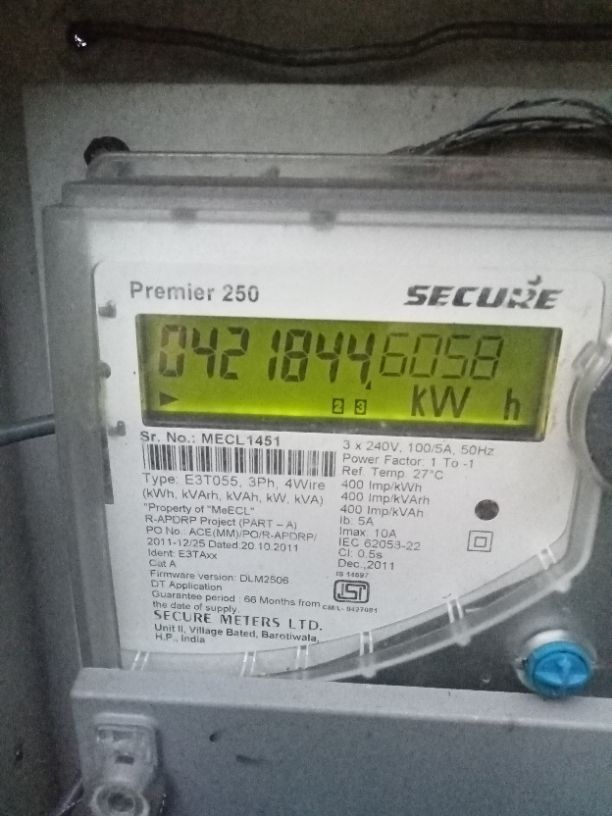 Premier 250
SECURE
0421844.6058
2 3 kW h
Sr. No.: MECL1451
3 x 240V, 100/5A, 50Hz
Power Factor: 1 To -1
Ref. Temp. 27°C
400 Imp/kWh
400 Imp/kVArh
400 Imp/kVAh
Ib: 5A
Imax: 10A
IEC 62053-22
Cl: 0.5s
Dec.,2011
Type: E3T055, 3Ph, 4Wire
(kWh, kVArh, kVAh, kW, kVA)
"Property of "MeECL"
R-APDRP Project (PART – A)
PO No.: ACE(MM)/PO/R-APDRP/
2011-12/25 Dated:20.10.2011
Ident: E3TAxx
Cat A
Firmware version: DLM2506
DT Application
Guarantee period : 66 Months from
the date of supply.
IS 14697
ISI
SECURE METERS LTD.
Unit II, Village Bated, Barotiwala,
H.P., India